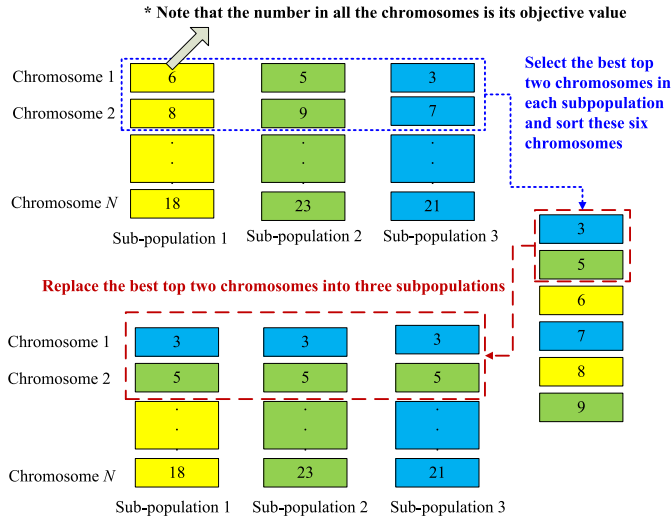 * Note that the number in all the chromosomes is its objective value
Chromosome 1
6
5
3
Chromosome 2
8
9
7
.
.
.
.
.
.
.
.
.
Chromosome N
18
23
21
Sub-population 1
Sub-population 2
Sub-population 3
Select the best top
two chromosomes in
each subpopulation
and sort these six
chromosomes
3
5
6
7
8
9
Replace the best top two chromosomes into three subpopulations
Chromosome 1
3
3
3
Chromosome 2
5
5
5
.
.
.
.
.
.
.
.
.
Chromosome N
18
23
21
Sub-population 1
Sub-population 2
Sub-population 3